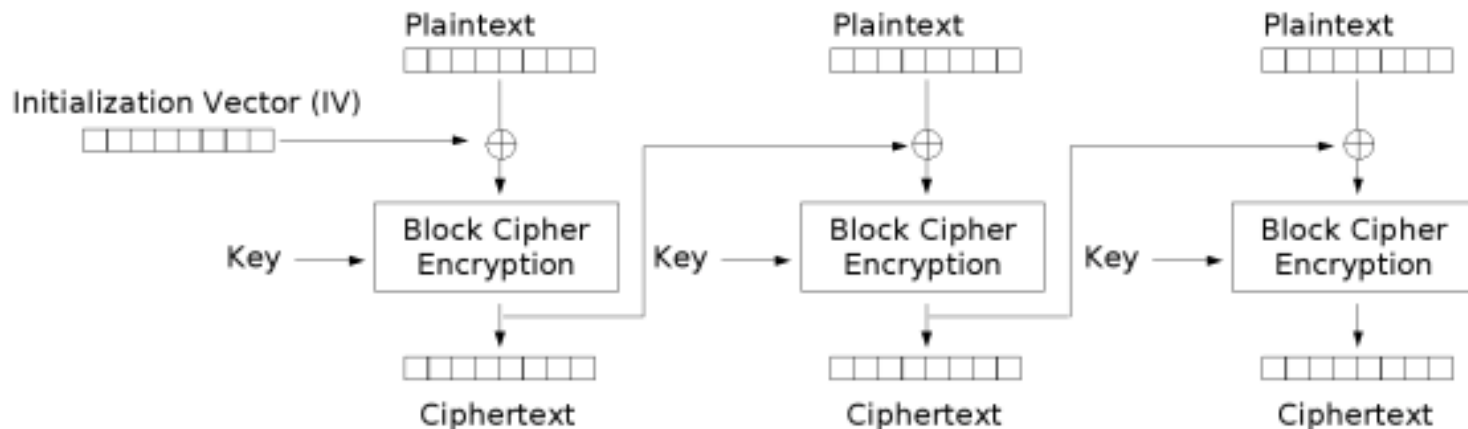 Plaintext
Plaintext
Plaintext
Initialization Vector (IV)
Key
Block Cipher
Encryption
Key
Block Cipher
Encryption
Key
Block Cipher
Encryption
Ciphertext
Ciphertext
Ciphertext